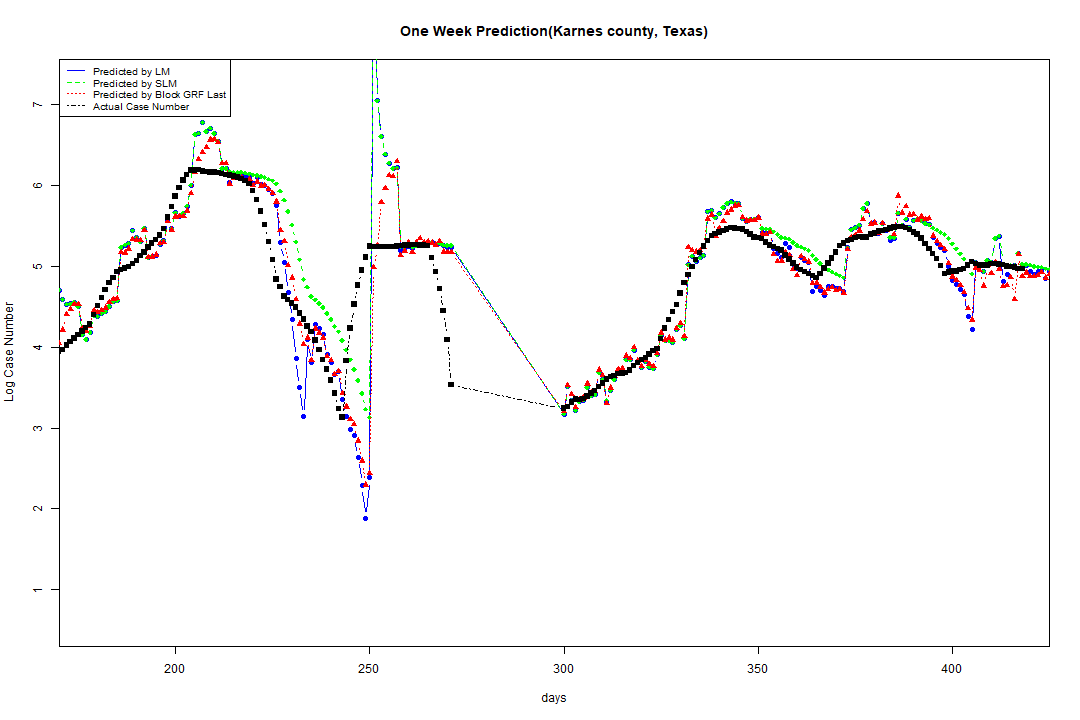 One Week Prediction(Karnes county, Texas)
Predicted by LM
Predicted by SLM
Predicted by Block GRF Last
Actual Case Number
7
6
5
4
3
2
1
Log Case Number
200 250 300 350 400
days